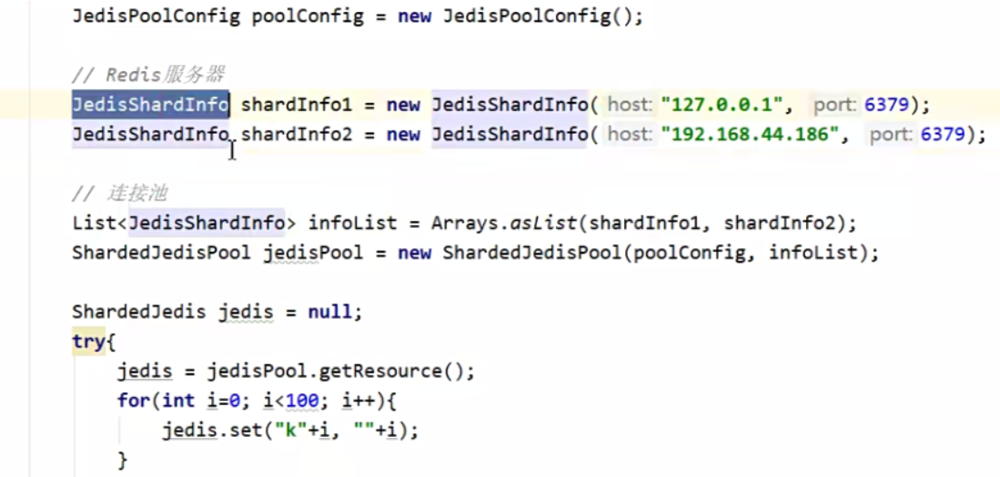 JedisPoolConfig poolConfig = new JedisPoolConfig();
// Redis服务器
JedisShardInfo shardInfo1 = new JedisShardInfo( host: "127.0.0.1", port: 6379);
JedisShardInfo shardInfo2 = new JedisShardInfo( host: "192.168.44.186", port: 6379);
// 连接池
List<JedisShardInfo> infoList = Arrays.asList(shardInfo1, shardInfo2);
ShardedJedisPool jedisPool = new ShardedJedisPool(poolConfig, infoList);
ShardedJedis jedis = null;
try{
jedis = jedisPool.getResource();
for(int i=0; i<100; i++){
jedis.set("k"+i, ""+i);
}